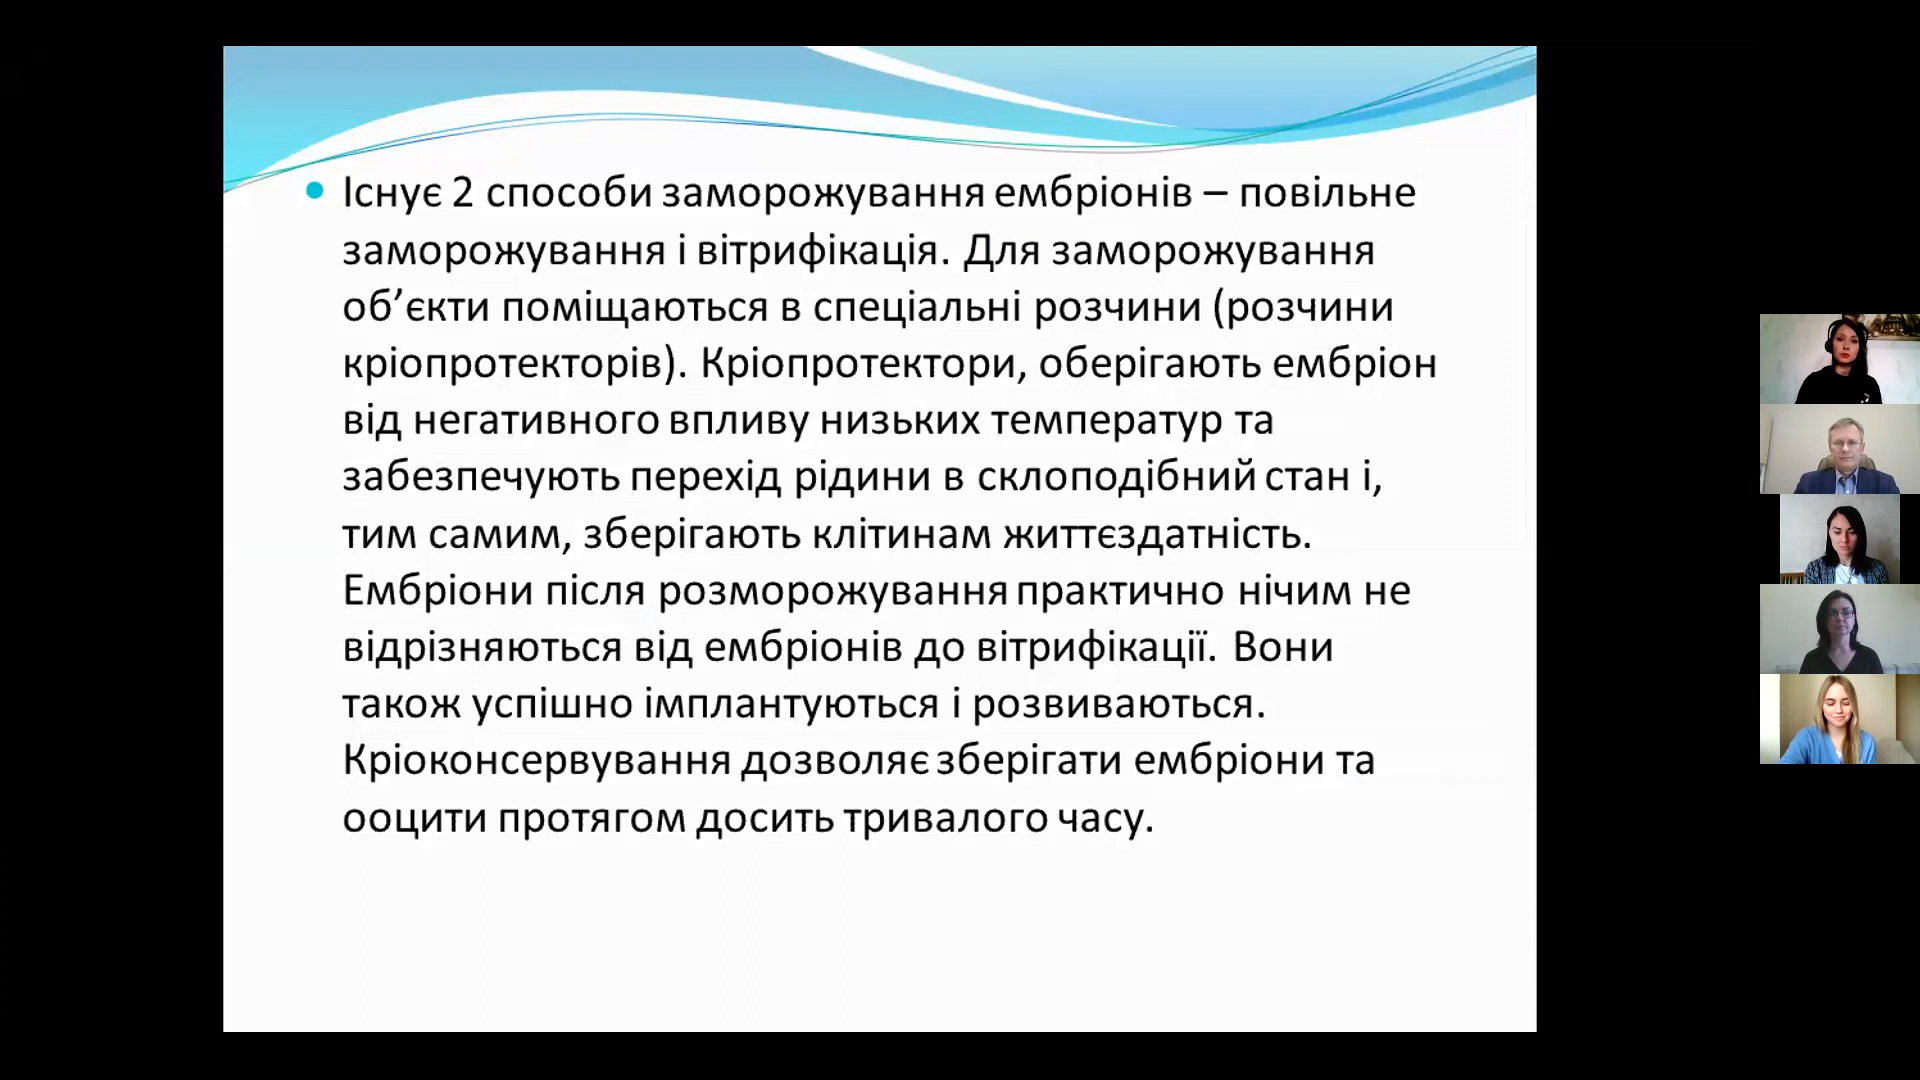 Існує 2 способи заморожування ембріонів – повільне
заморожування і вітрифікація. Для заморожування
об’єкти поміщаються в спеціальні розчини (розчини
кріопротекторів). Кріопротектори, оберігають ембріон
від негативного впливу низьких температур та
забезпечують перехід рідини в склоподібний стан і,
тим самим, зберігають клітинам життєздатність.
Ембріони після розморожування практично нічим не
відрізняються від ембріонів до вітрифікації. Вони
також успішно імплантуються і розвиваються.
Кріоконсервування дозволяє зберігати ембріони та
ооцити протягом досить тривалого часу.